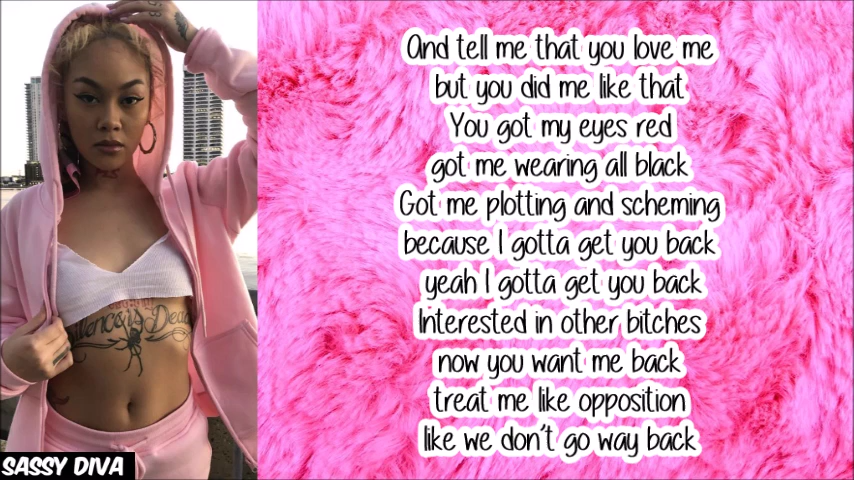 And tell me that you love me
but you did me like that
You got my eyes red
got me wearing all black
Got me plotting and scheming
because I gotta get you back
yeah I gotta get you back
Interested in other bitches
now you want me back
treat me like opposition
like we don't go way back
SASSY DIVA